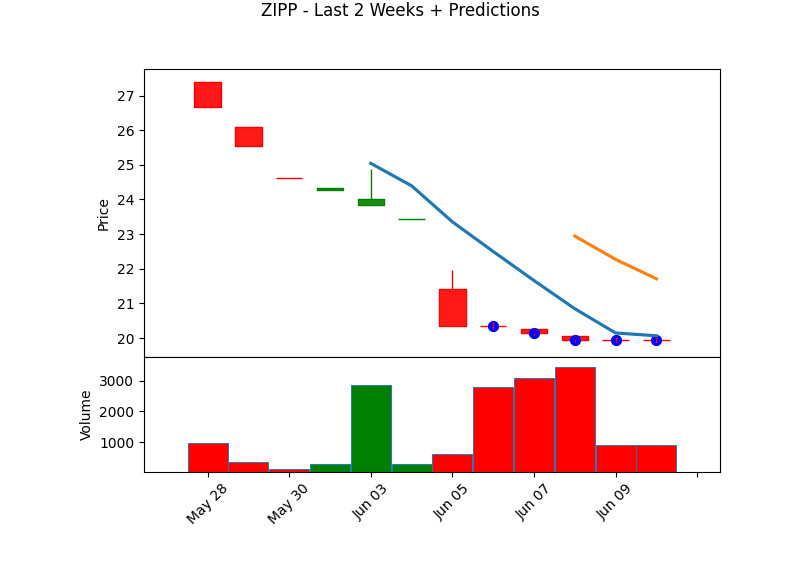 ZIPP - Last 2 Weeks + Predictions
Price
27
26
25
24
23
22
21
20
Volume
3000
2000
1000
May 28
May 30
Jun 03
Jun 05
Jun 07
Jun 09